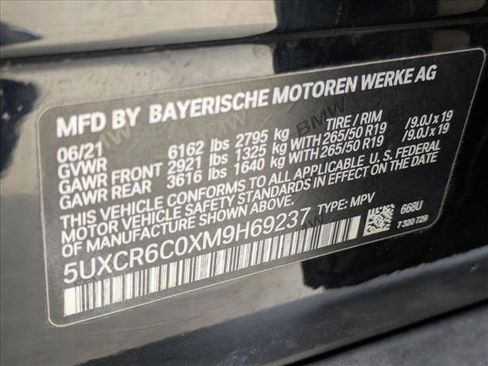 MFD BY BAYERISCHE MOTOREN WERKE AG
06/21 TIRE / RIM
GVWR 6162 lbs 2795 kg
GAWR FRONT 2921 lbs 1325 kg WITH 265/50 R19 /9.0J x 19
GAWR REAR 3616 lbs 1640 kg WITH 265/50 R19 /9.0J x 19
THIS VEHICLE CONFORMS TO ALL APPLICABLE U.S. FEDERAL
MOTOR VEHICLE SAFETY STANDARDS IN EFFECT ON THE DATE
OF MANUFACTURE SHOWN ABOVE.
5UXCR6C0XM9H69237 TYPE: MPV
668U